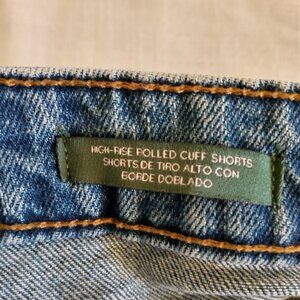 HIGH-RISE ROLLED CUFF SHORTS
SHORTS DE TIRO ALTO CON
BORDE DOBLADO